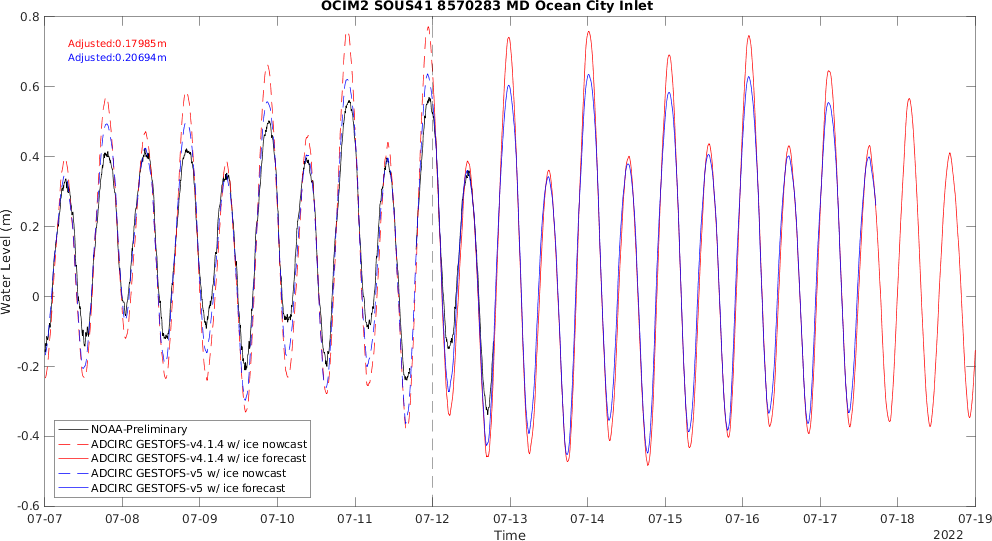 OCIM2 SOUS41 8570283 MD Ocean City Inlet
Adjusted:0.17985m
Adjusted:0.20694m
0.8
0.6
0.4
0.2
0
-0.2
-0.4
-0.6
Water Level (m)
NOAA-Preliminary
ADCIRC GESTOFS-v4.1.4 w/ ice nowcast
ADCIRC GESTOFS-v4.1.4 w/ ice forecast
ADCIRC GESTOFS-v5 w/ ice nowcast
ADCIRC GESTOFS-v5 w/ ice forecast
07-07 07-08 07-09 07-10 07-11 07-12 07-13 07-14 07-15 07-16 07-17 07-18 07-19
Time
2022